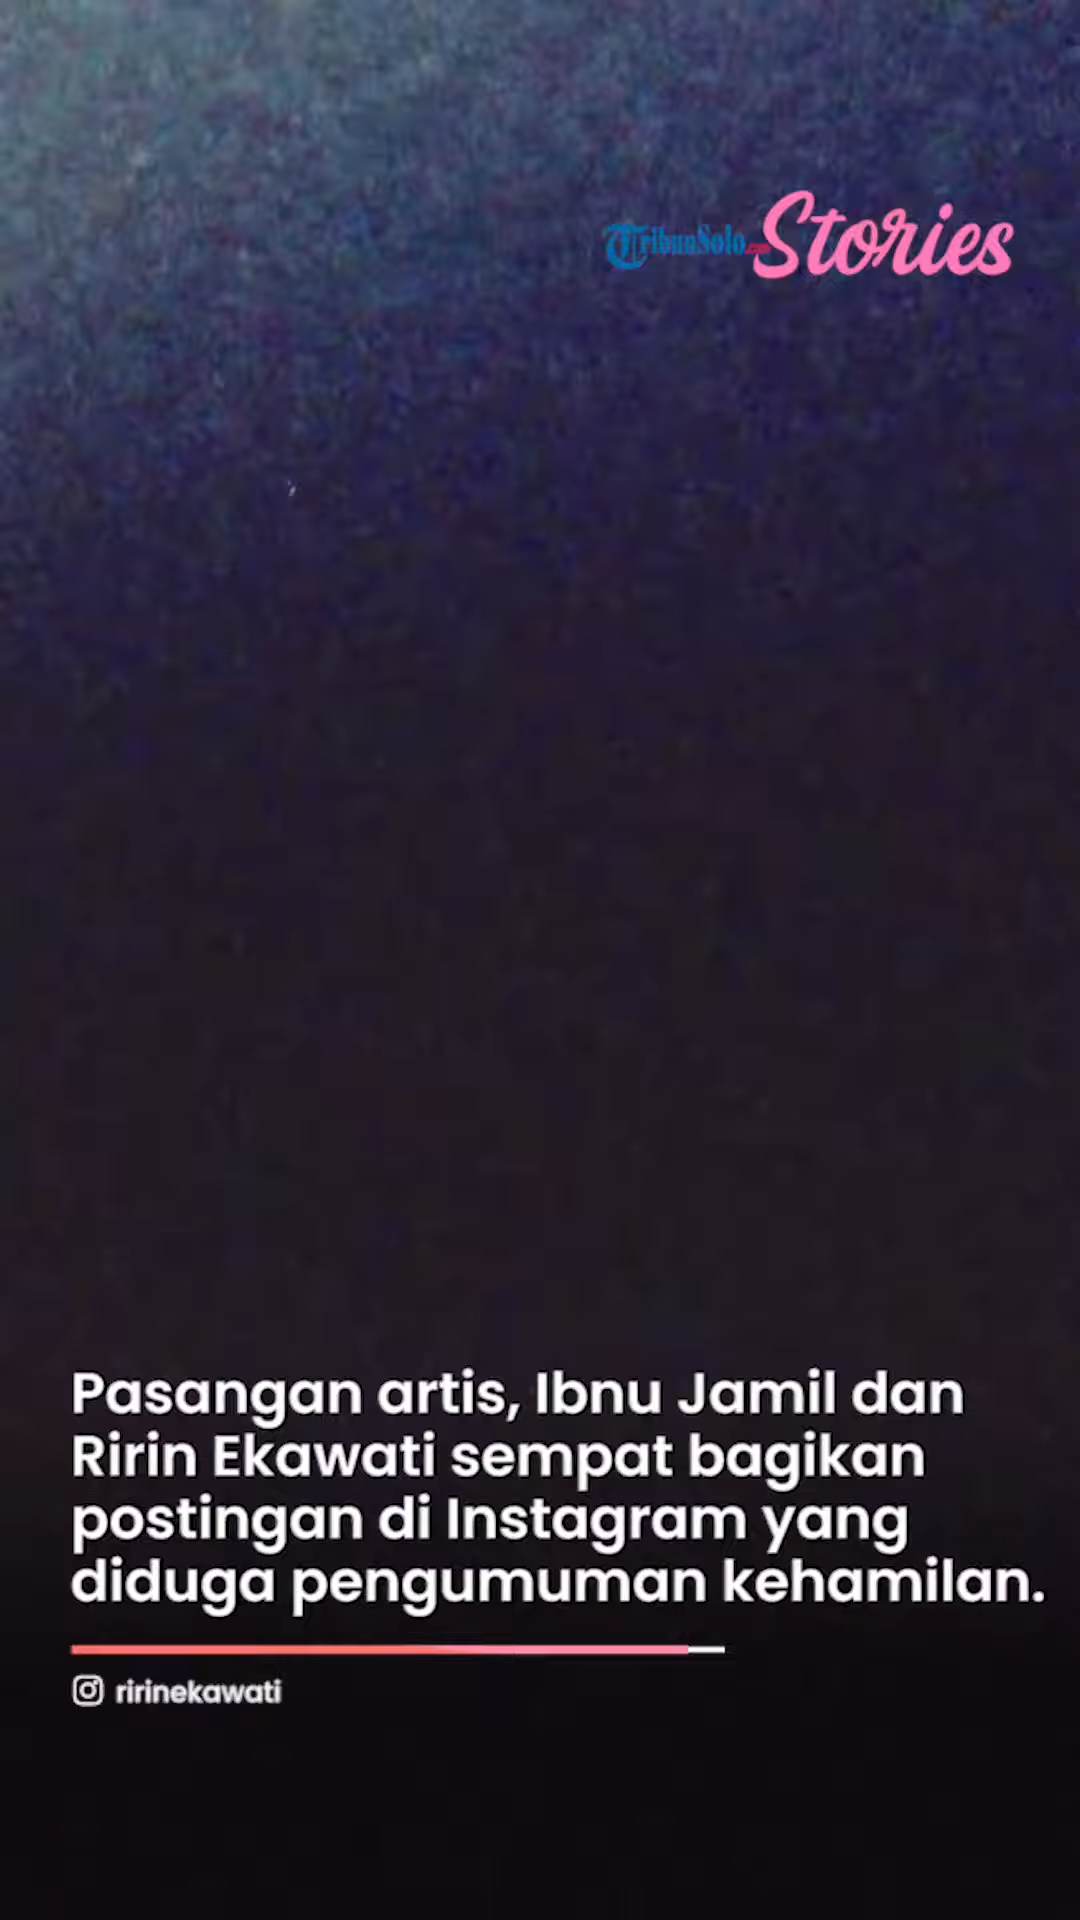 TribunSolo.com Stories
Pasangan artis, Ibnu Jamil dan
Ririn Ekawati sempat bagikan
postingan di Instagram yang
diduga pengumuman kehamilan.
ririnekawati